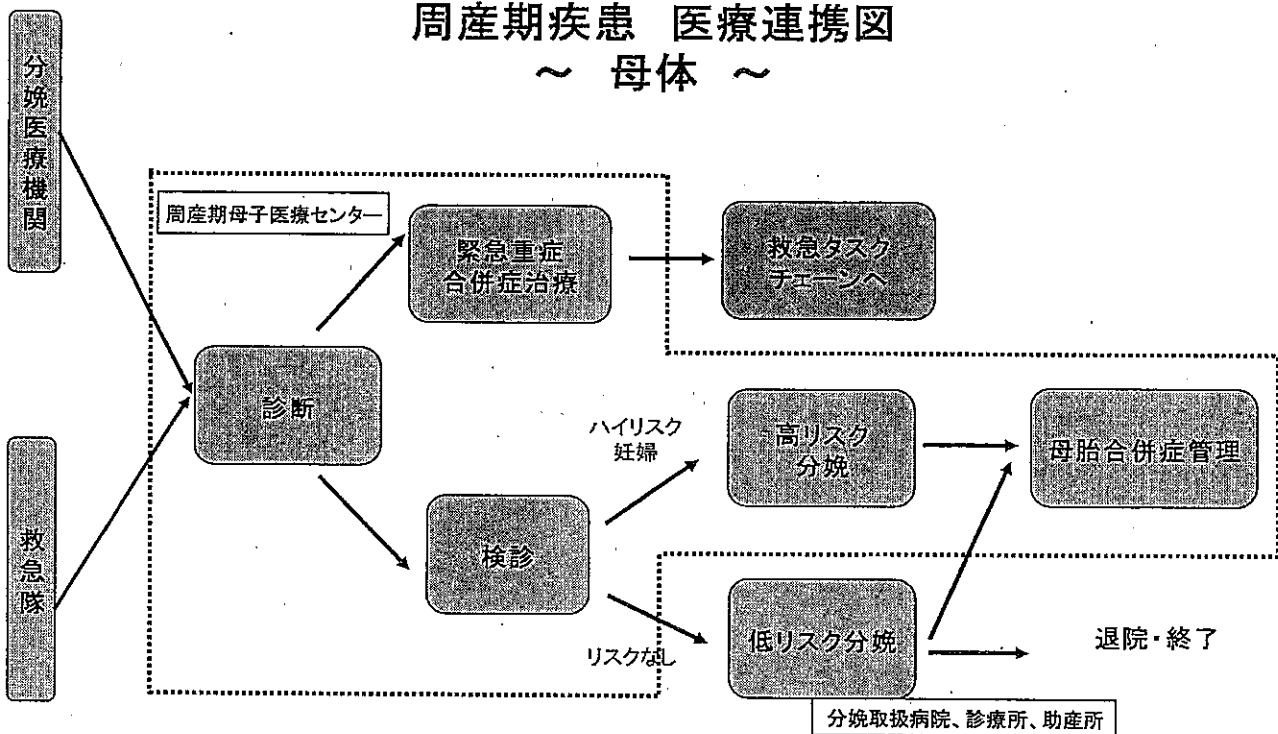 周産期疾患 医療連携図
~ 母体 ~
分娩医療機関
周産期母子医療センター
緊急重症
合併症治療
救急タスク
チェーンへ
診断
ハイリスク
妊婦
高リスク
分娩
母胎合併症管理
救急隊
検診
リスクなし
低リスク分娩
退院・終了
分娩取扱病院、診療所、助産所